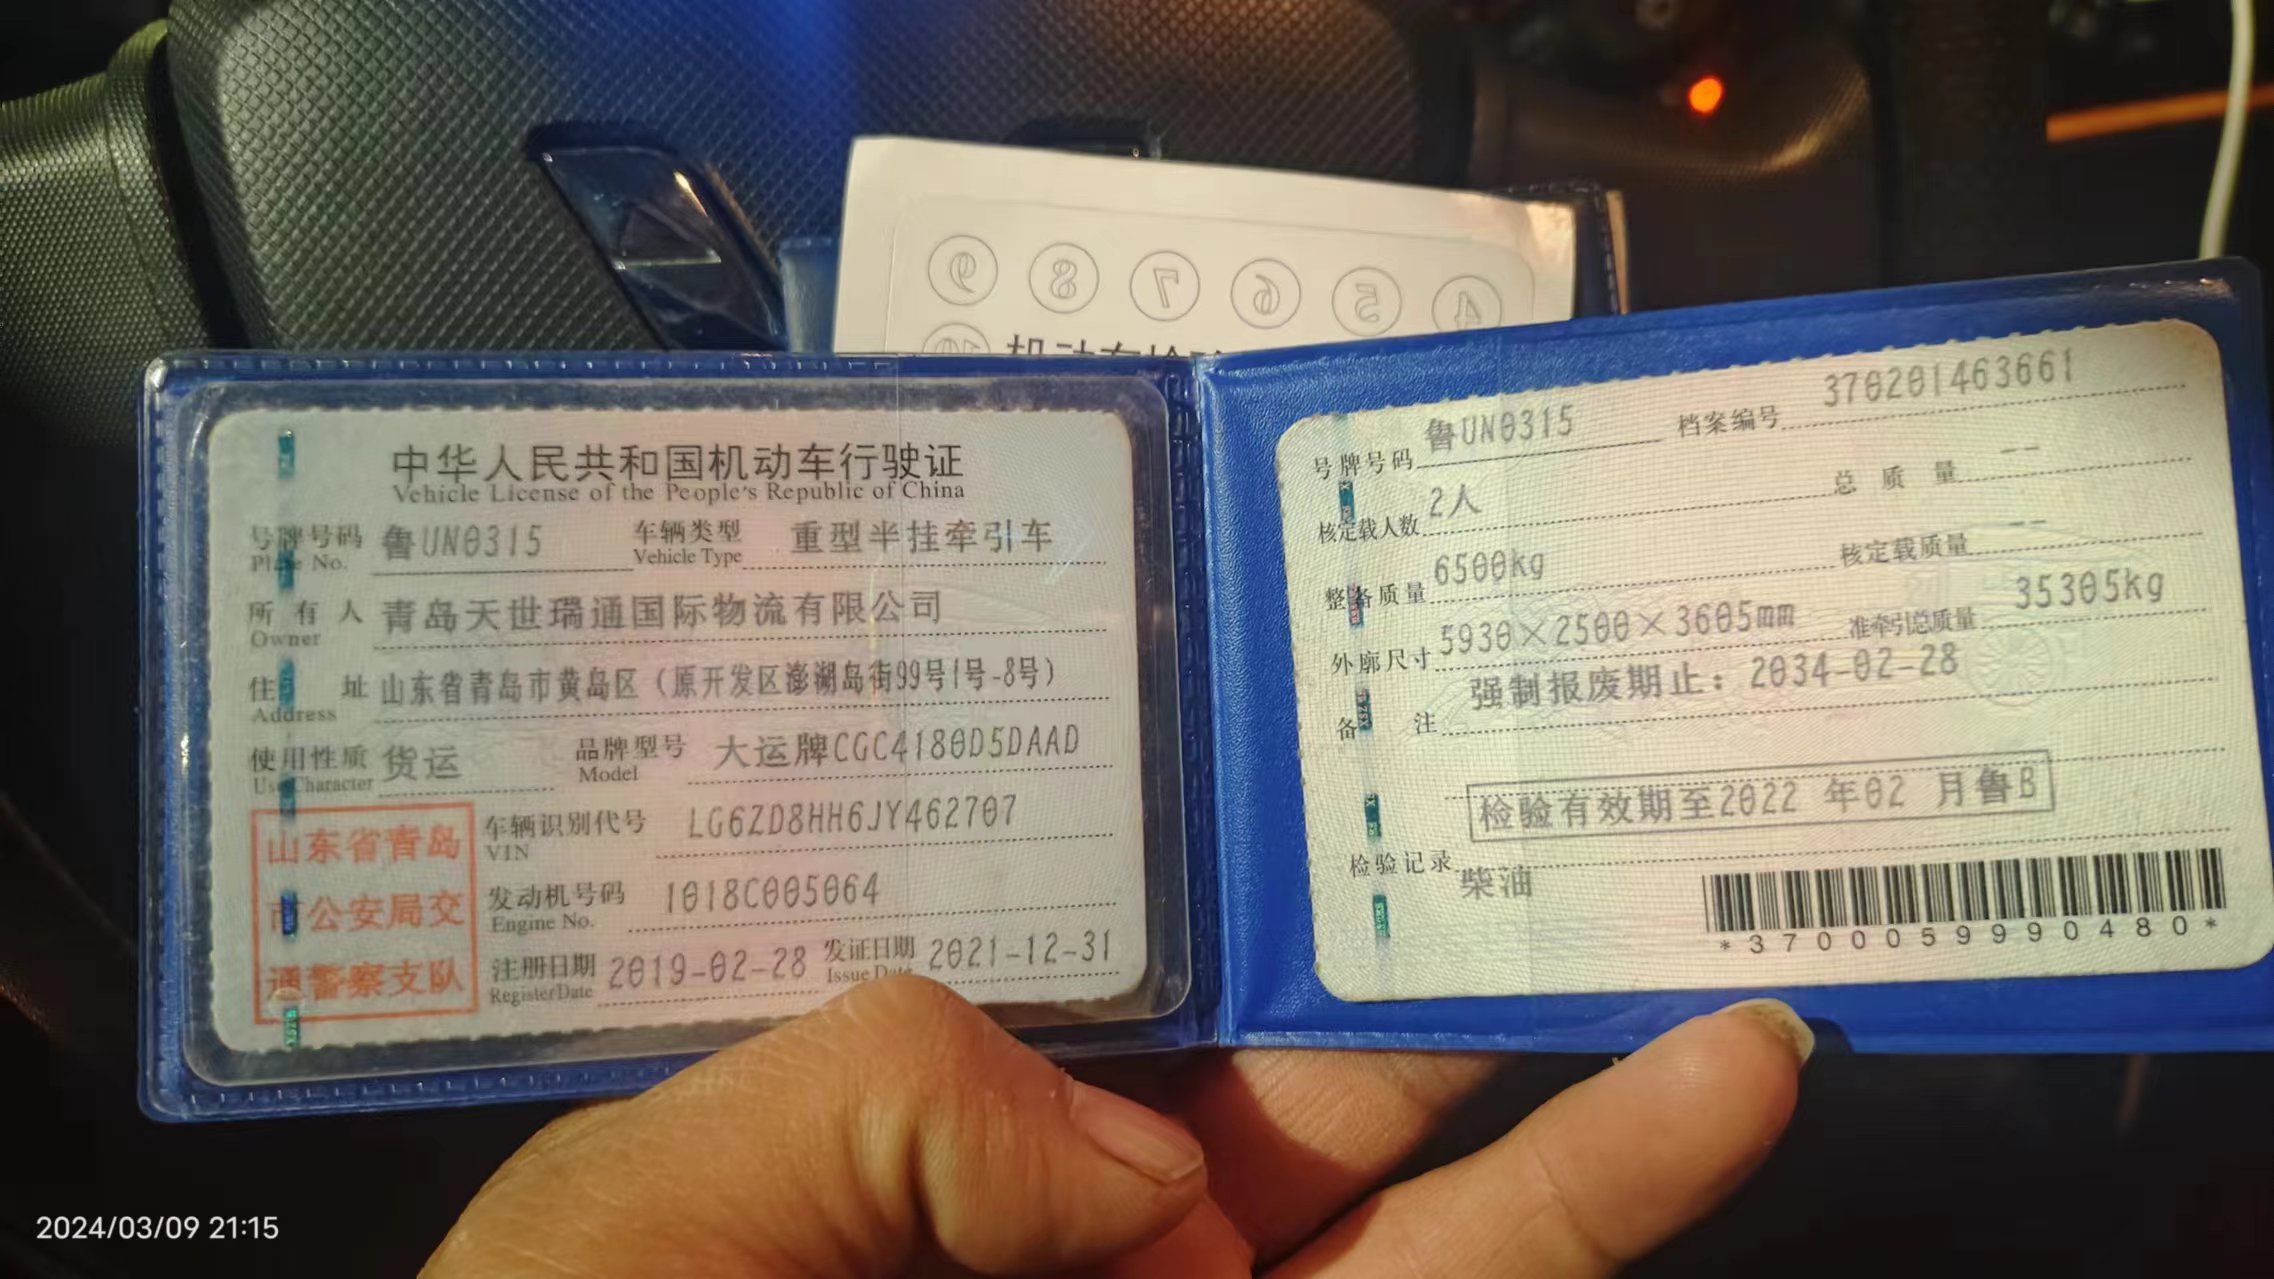 9 8 7 6 5 4
10
中华人民共和国机动车行驶证
Vehicle License of the People's Republic of China
号牌号码 鲁UN0315 车辆类型 重型半挂牵引车
Plate No. Vehicle Type
所有人 青岛天世瑞通国际物流有限公司
Owner
住址 山东省青岛市黄岛区（原开发区澎湖岛街99号1号-8号）
Address
使用性质 货运 品牌型号 大运牌CGC4180D5DAAD
Use Character Model
车辆识别代号 LG6ZD8HH6JY462707
VIN
发动机号码 1018C005064
Engine No.
注册日期 2019-02-28 发证日期 2021-12-31
Register Date Issue Date
山东省青岛
市公安局交
通警察支队
号牌号码 鲁UN0315 档案编号 370201463661
核定载人数 2人 总质量 --
整备质量 6500kg 核定载质量 --
外廓尺寸 5930×2500×3605mm 准牵引总质量 35305kg
备注 强制报废期止：2034-02-28
检验有效期至2022 年02 月鲁B
检验记录
柴油
*3700059990480*
2024/03/09 21:15